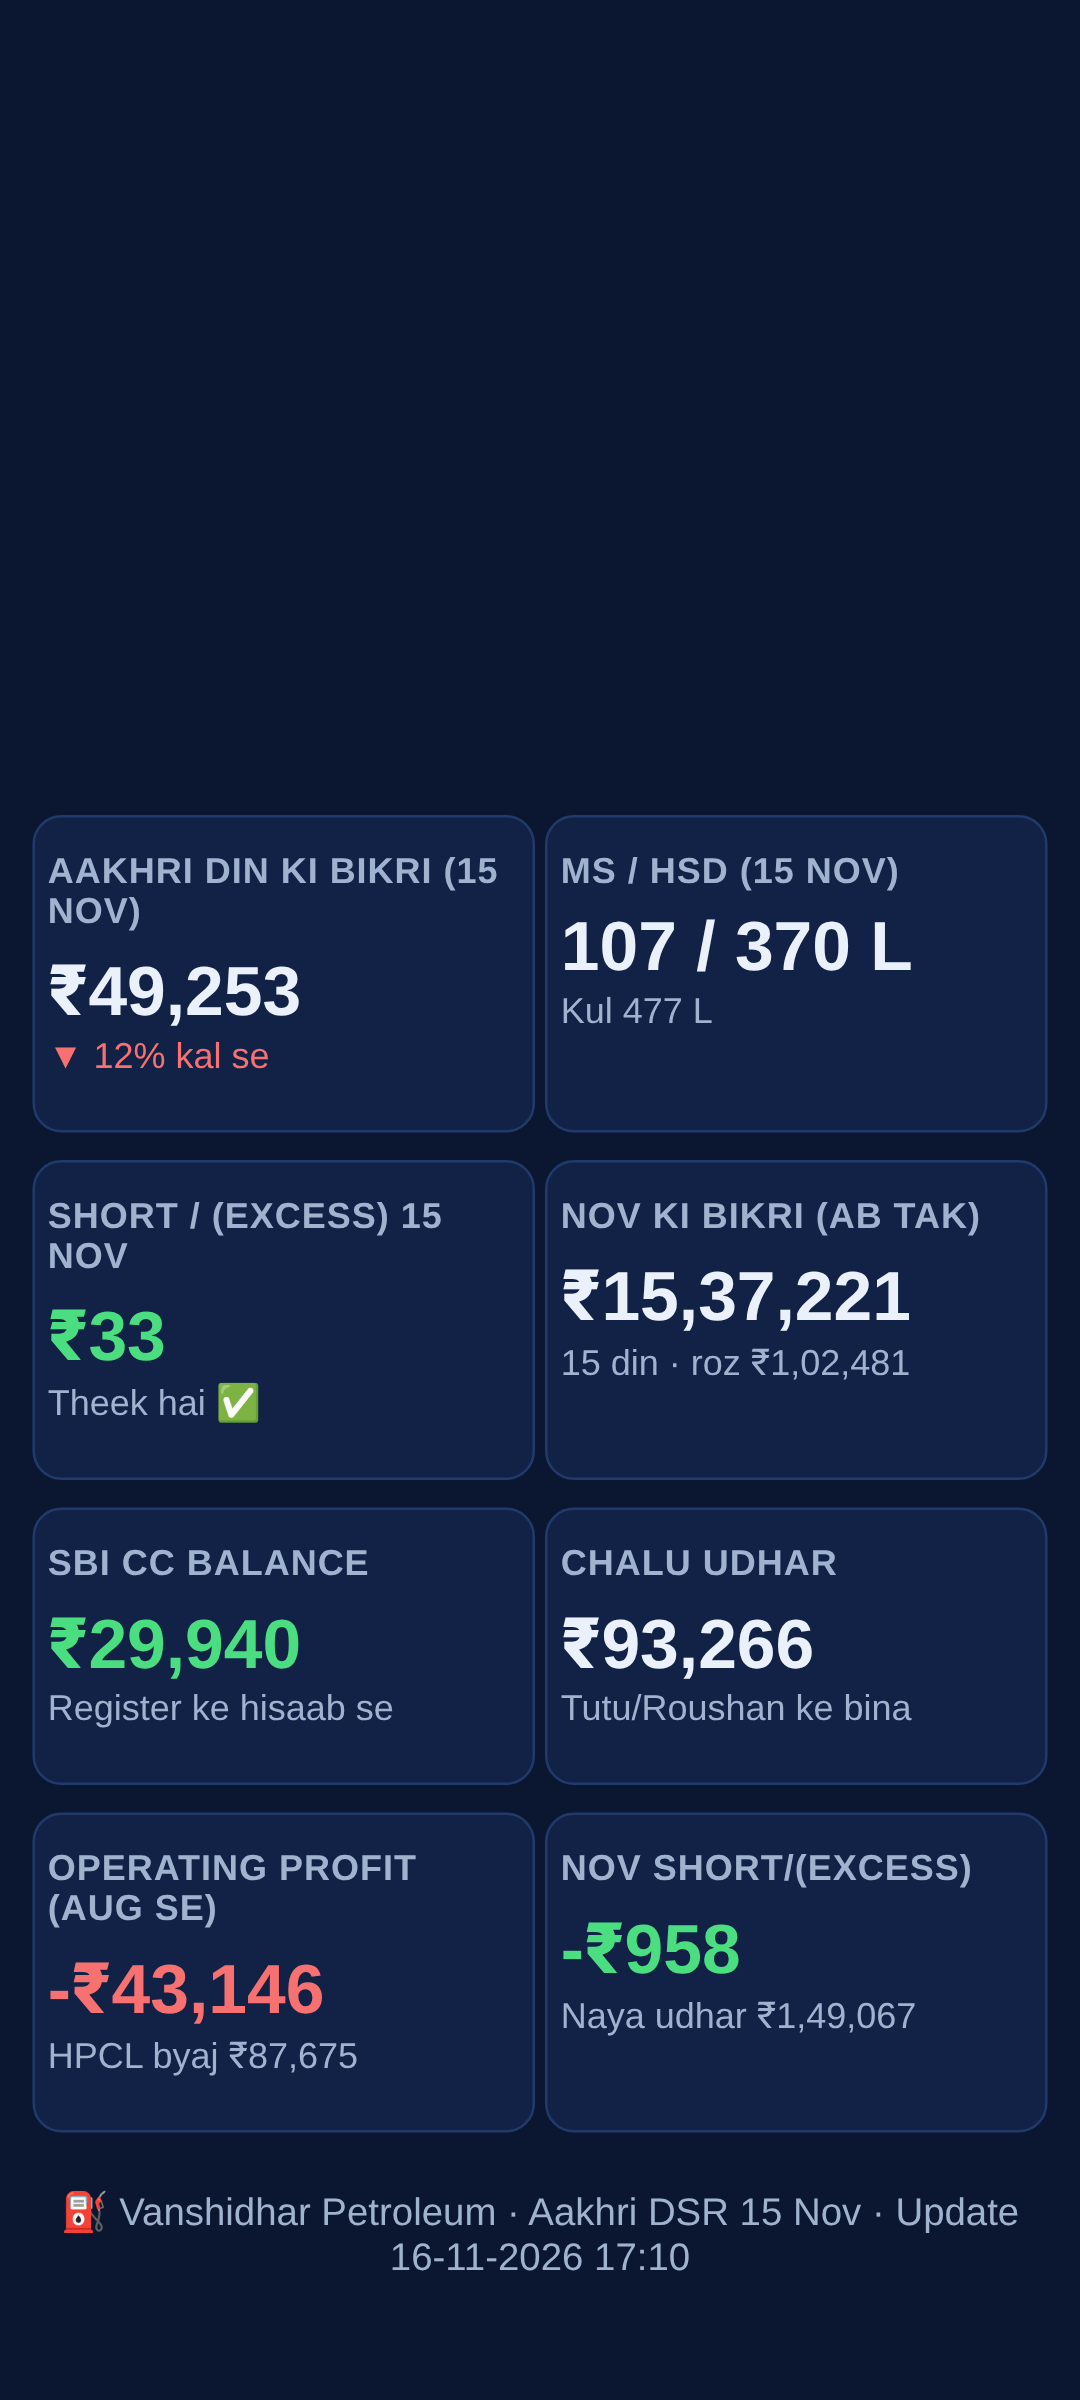 AAKHRI DIN KI BIKRI (15
NOV)
₹49,253
▼ 12% kal se
MS / HSD (15 NOV)
107 / 370 L
Kul 477 L
SHORT / (EXCESS) 15
NOV
₹33
Theek hai ✅
NOV KI BIKRI (AB TAK)
₹15,37,221
15 din · roz ₹1,02,481
SBI CC BALANCE
₹29,940
Register ke hisaab se
CHALU UDHAR
₹93,266
Tutu/Roushan ke bina
OPERATING PROFIT
(AUG SE)
-₹43,146
HPCL byaj ₹87,675
NOV SHORT/(EXCESS)
-₹958
Naya udhar ₹1,49,067
⛽ Vanshidhar Petroleum · Aakhri DSR 15 Nov · Update
16-11-2026 17:10